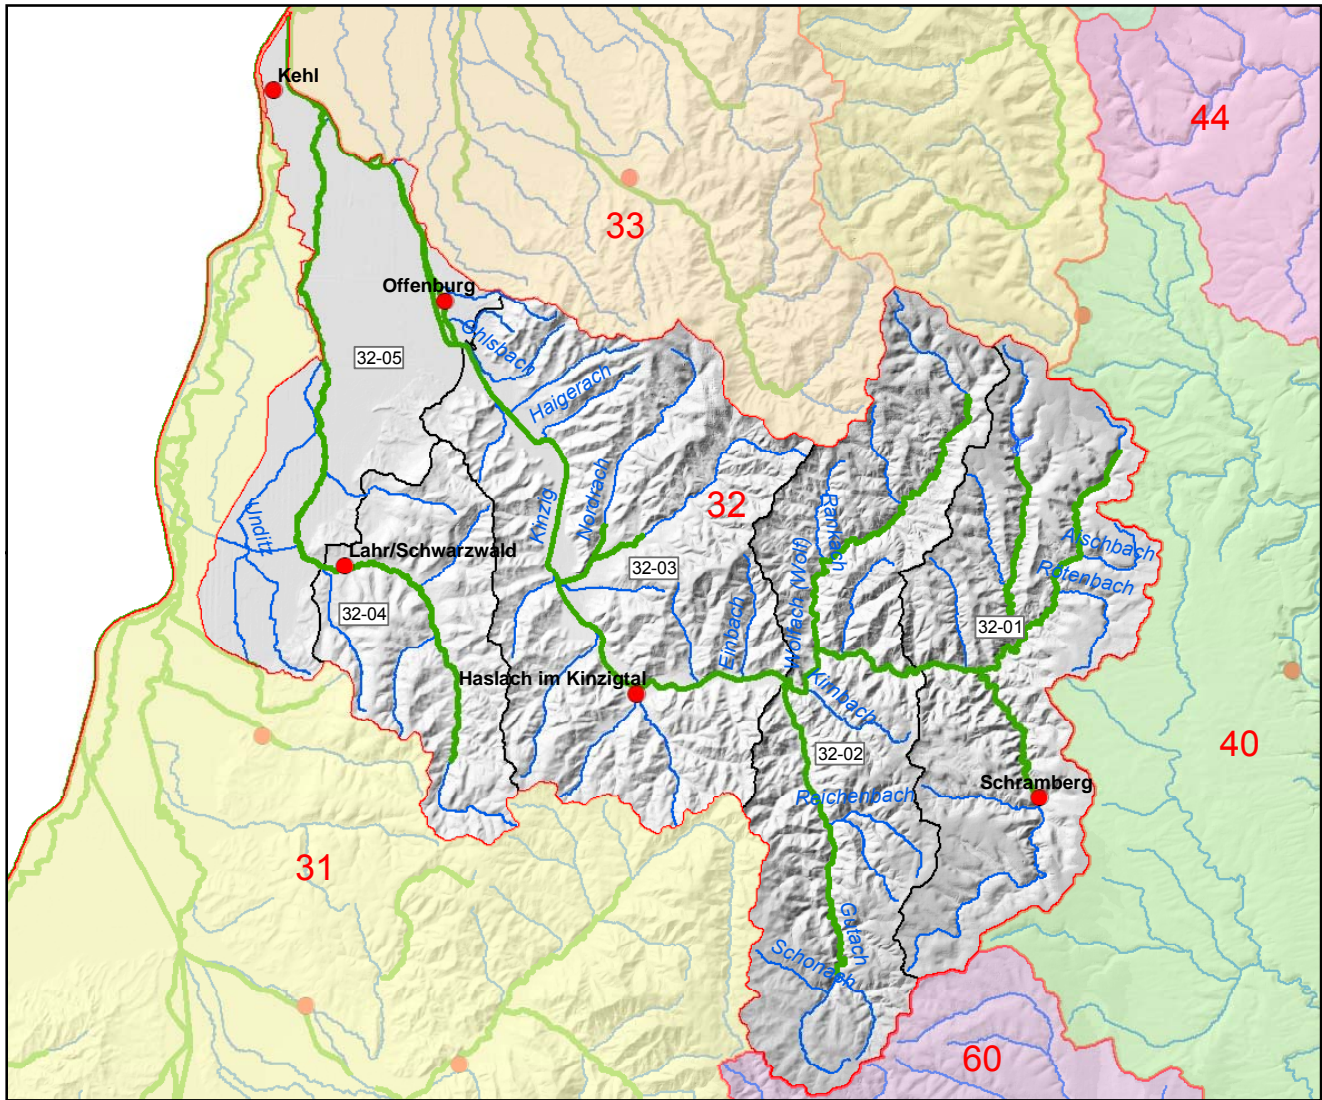 Kehl
44
33
Offenburg
Ohlsbach
32-05
Haigerach
Nordrach
32
Kinzig
Rankach
Unditz
Lahr/Schwarzwald
Wolfach (Wolf)
Aischbach
Rötenbach
32-03
32-04
Einbach
32-01
Haslach im Kinzigtal
Kirnbach
32-02
40
Schramberg
Reichenbach
31
Gutach
Schonach
60